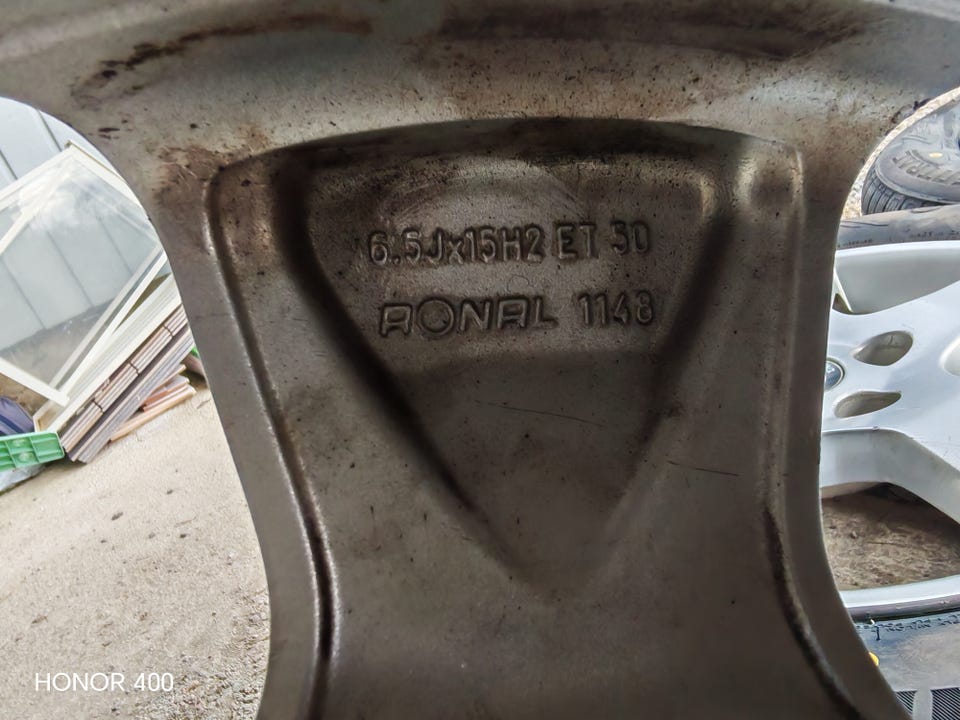 6.5Jx15H2 ET 30
RONAL 1148
HONOR 400